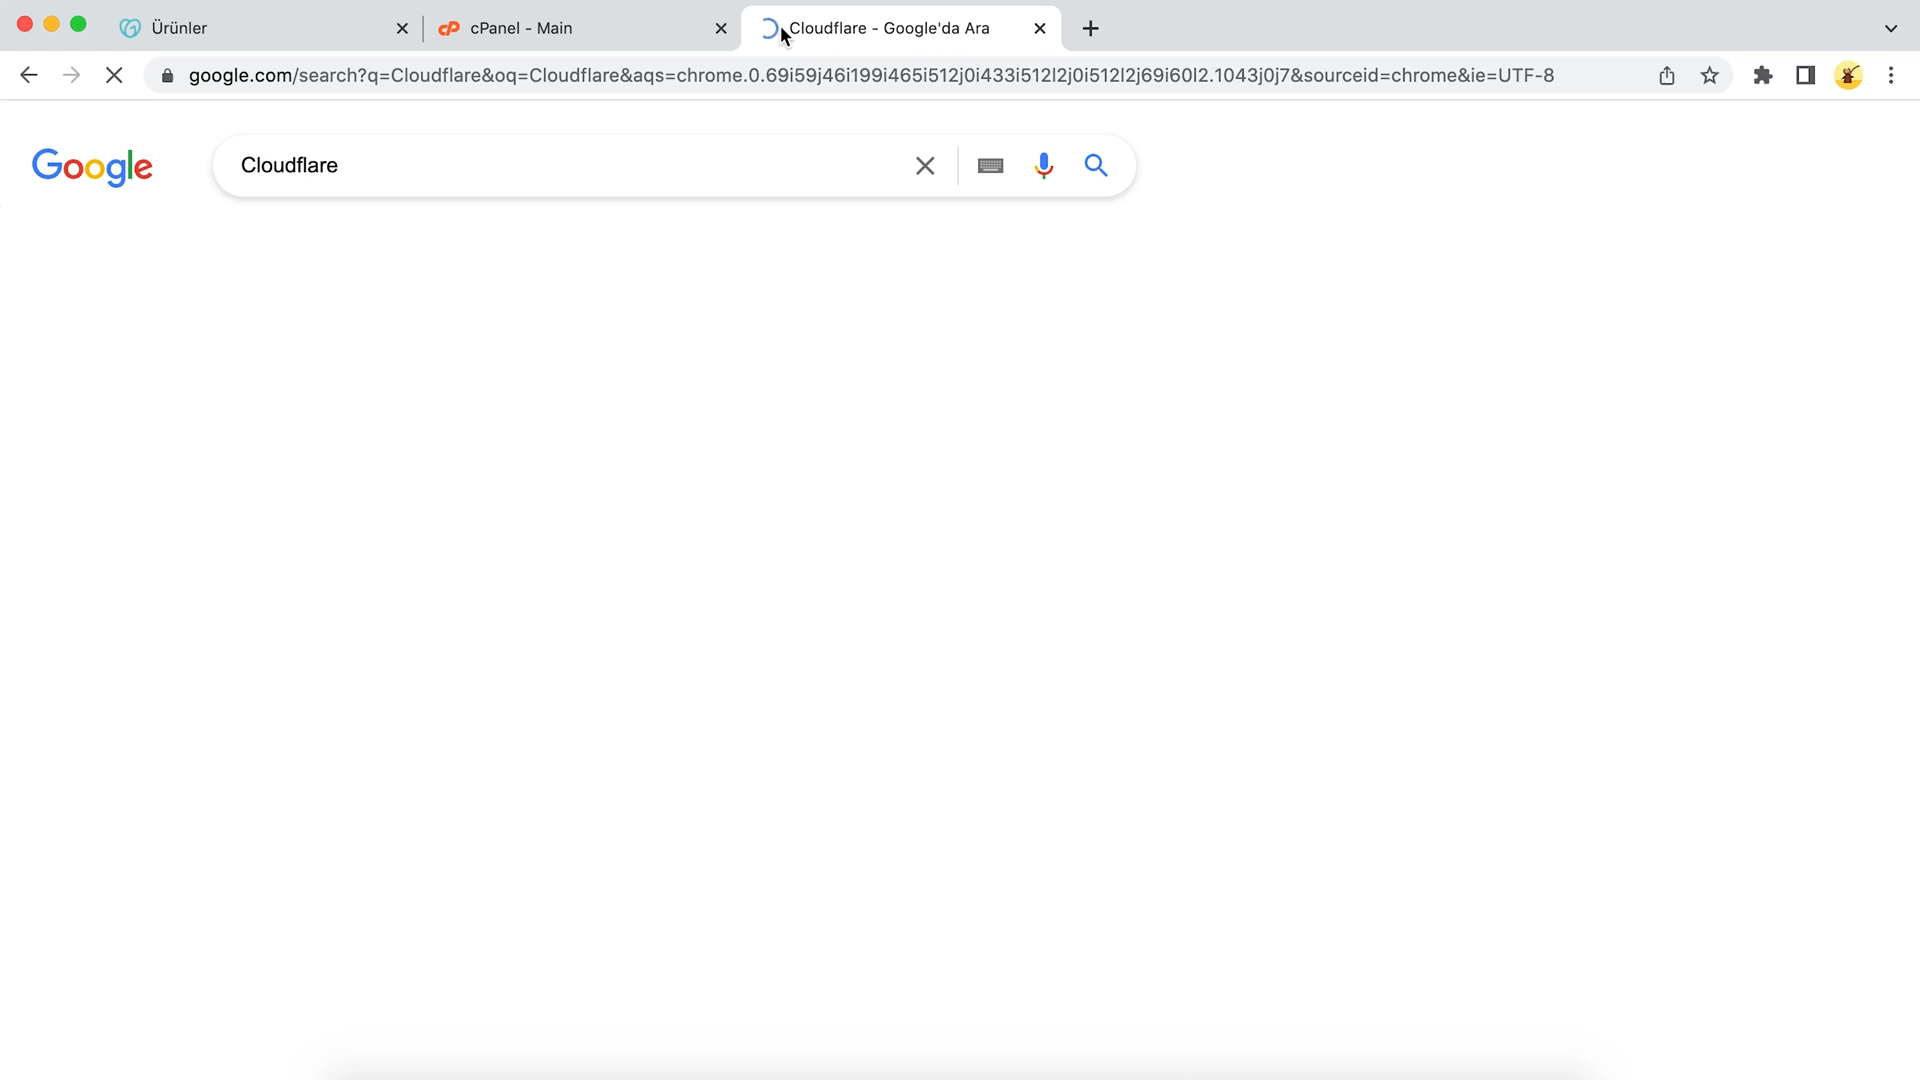 Ürünler
cPanel - Main
Cloudflare - Google'da Ara
google.com/search?q=Cloudflare&oq=Cloudflare&aqs=chrome.0.69i59j46i199i465i512j0i433i512l2j0i512l2j69i60l2.1043j0j7&sourceid=chrome&ie=UTF-8
Google
Cloudflare